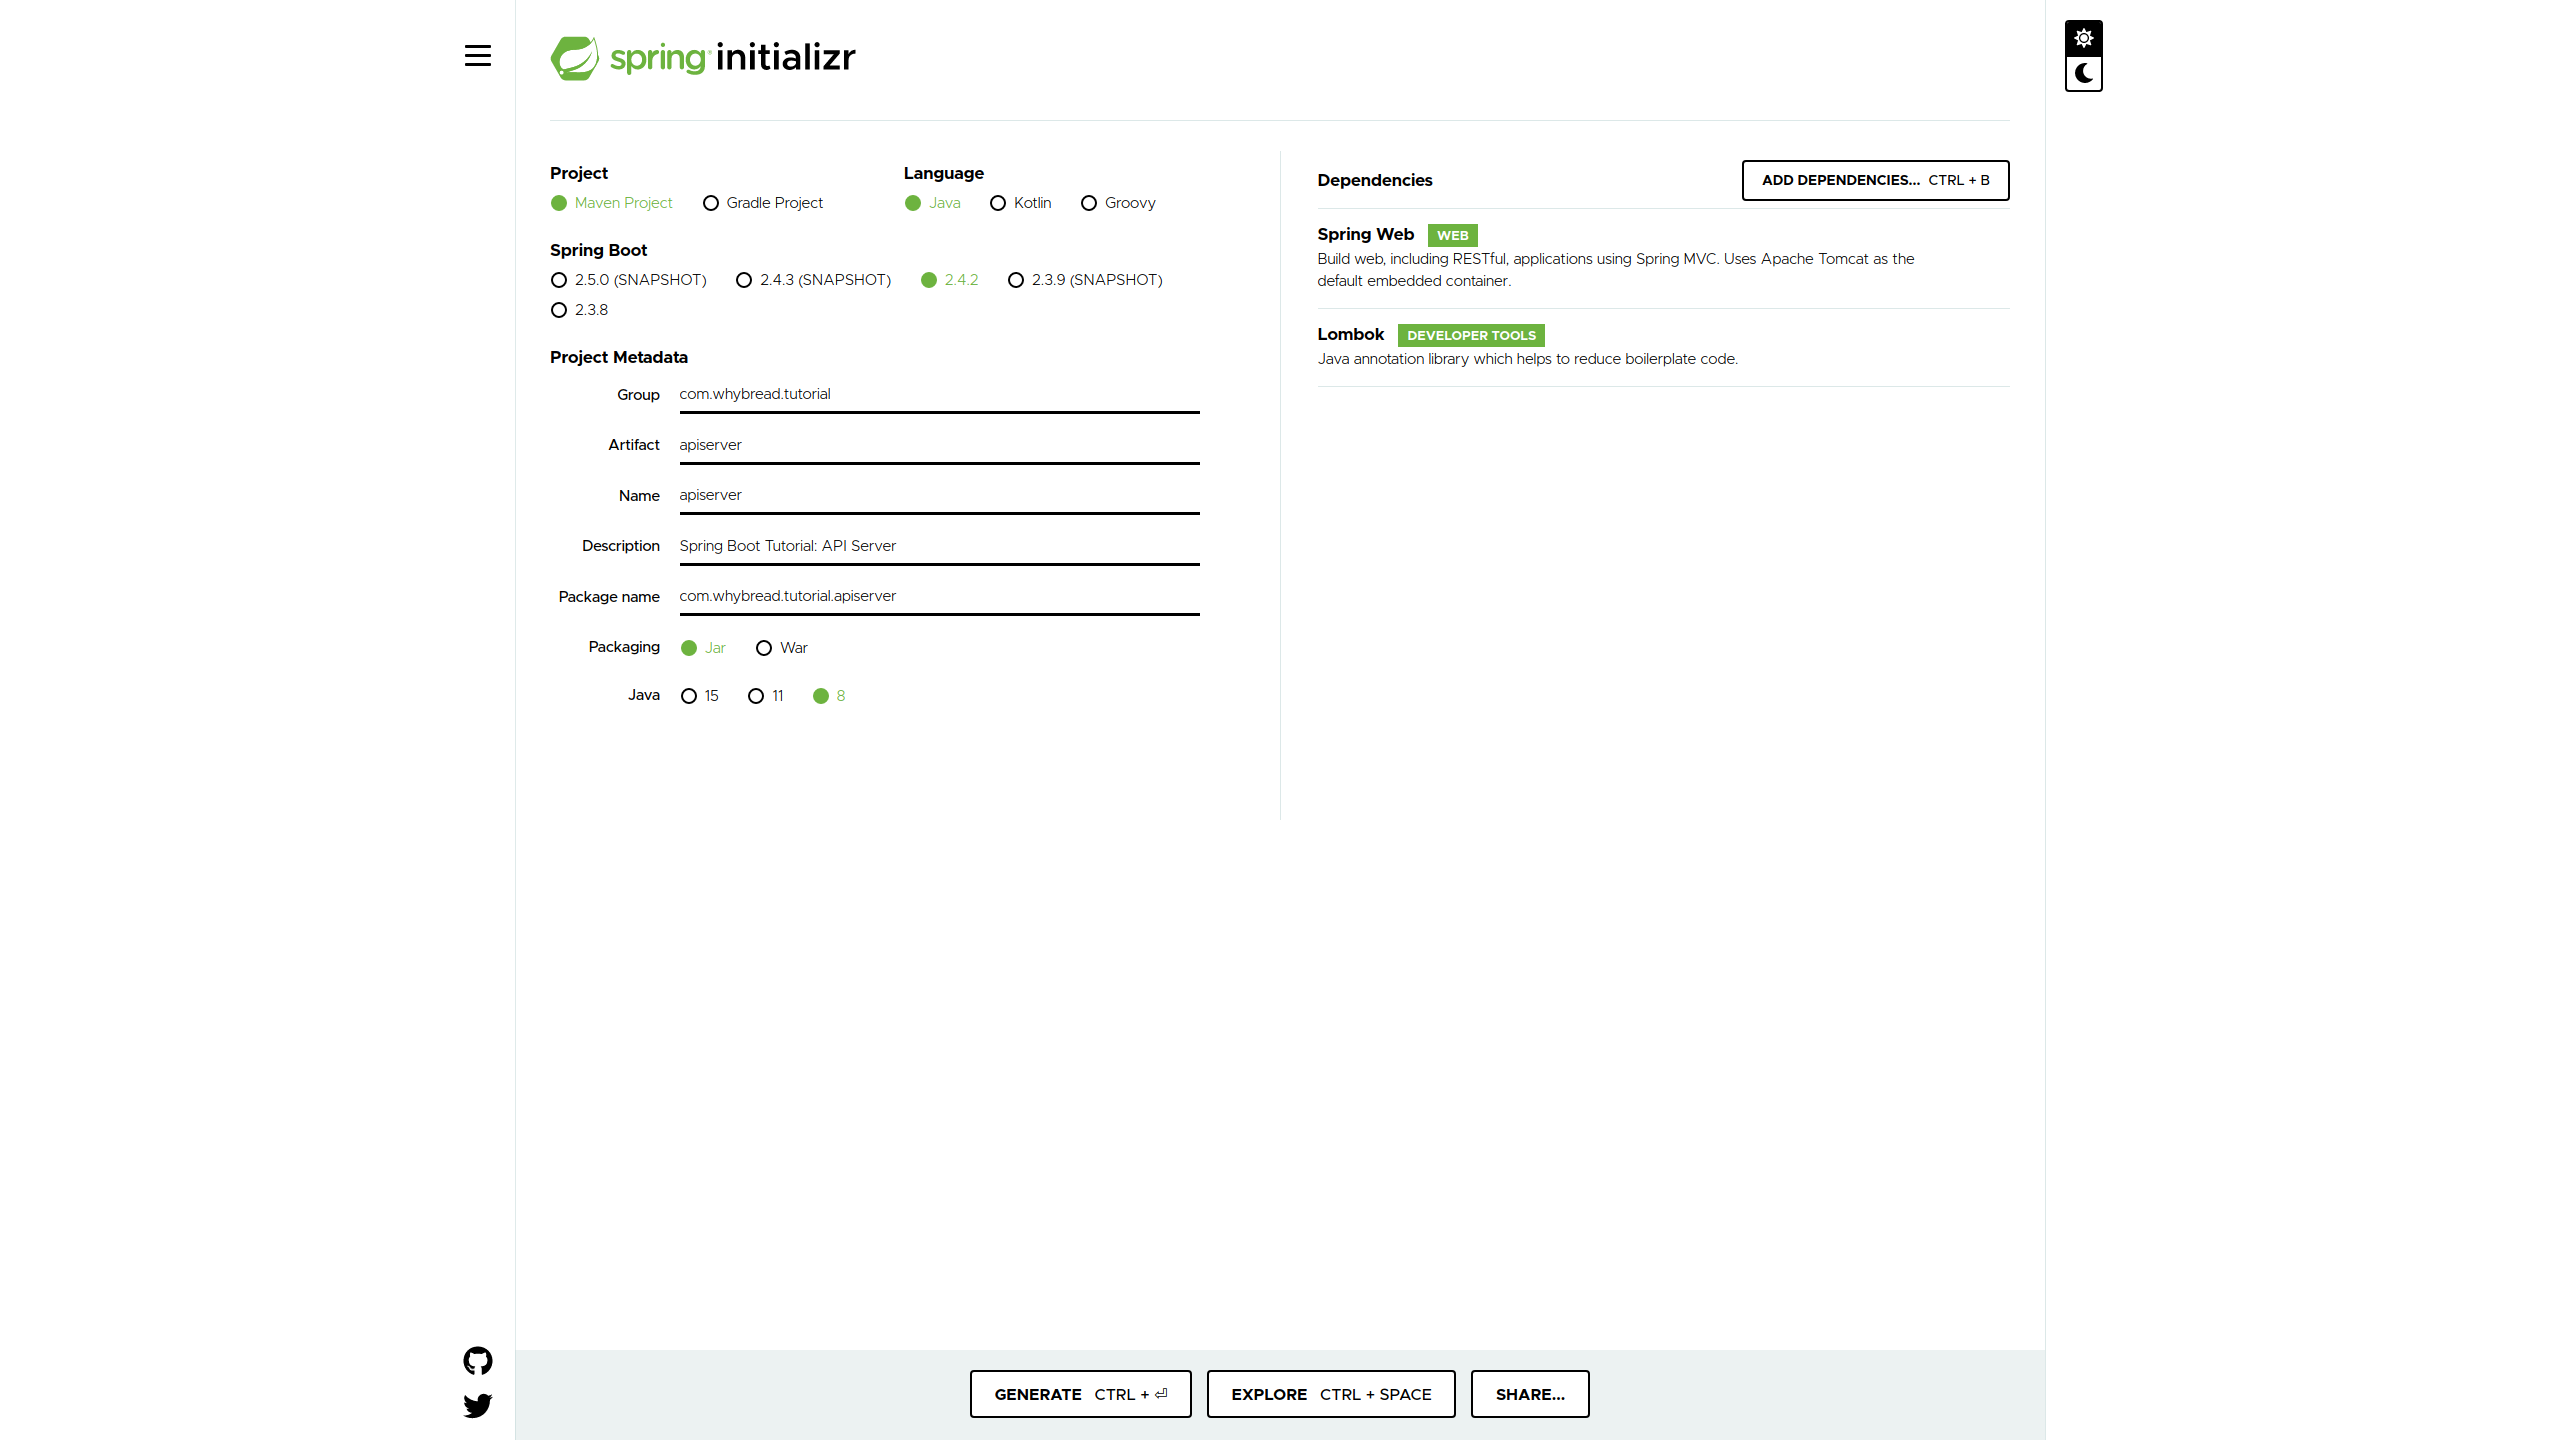 spring initializr
Project
Maven Project Gradle Project
Language
Java Kotlin Groovy
Spring Boot
2.5.0 (SNAPSHOT) 2.4.3 (SNAPSHOT) 2.4.2 2.3.9 (SNAPSHOT)
2.3.8
Project Metadata
Group com.whybread.tutorial
Artifact apiserver
Name apiserver
Description Spring Boot Tutorial: API Server
Package name com.whybread.tutorial.apiserver
Packaging Jar War
Java 15 11 8
Dependencies ADD DEPENDENCIES... CTRL + B
Spring Web WEB
Build web, including RESTful, applications using Spring MVC. Uses Apache Tomcat as the
default embedded container.
Lombok DEVELOPER TOOLS
Java annotation library which helps to reduce boilerplate code.
GENERATE CTRL + ⏎ EXPLORE CTRL + SPACE SHARE...